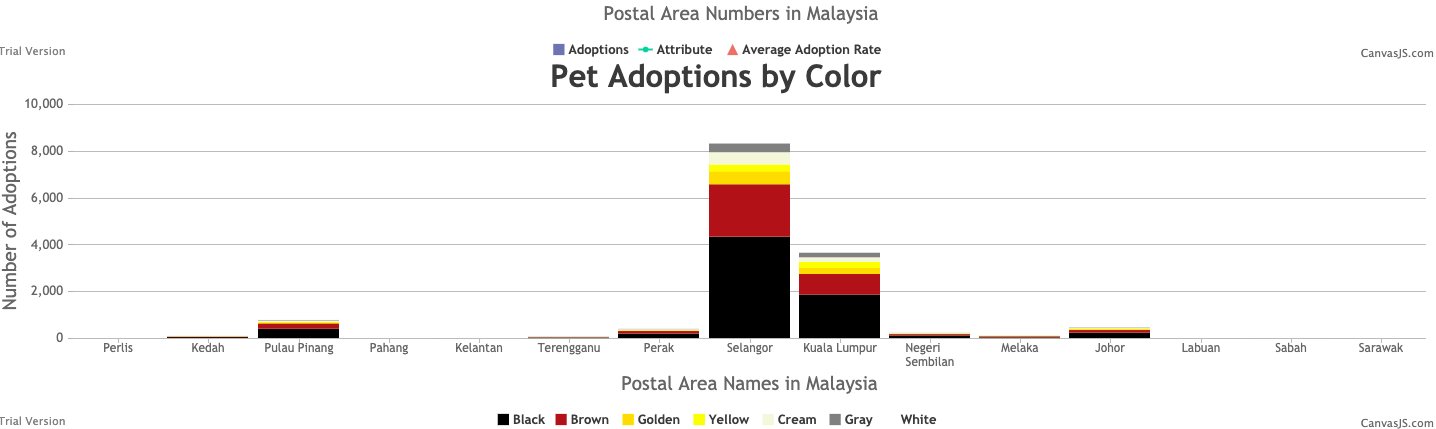 Postal Area Numbers in Malaysia
Trial Version
Adoptions Attribute Average Adoption Rate
CanvasJS.com
Pet Adoptions by Color
10,000
8,000
6,000
4,000
2,000
0
Number of Adoptions
Perlis Kedah Pulau Pinang Pahang Kelantan Terengganu Perak Selangor Kuala Lumpur Negeri Sembilan Melaka Johor Labuan Sabah Sarawak
Postal Area Names in Malaysia
Black Brown Golden Yellow Cream Gray White
Trial Version
CanvasJS.com